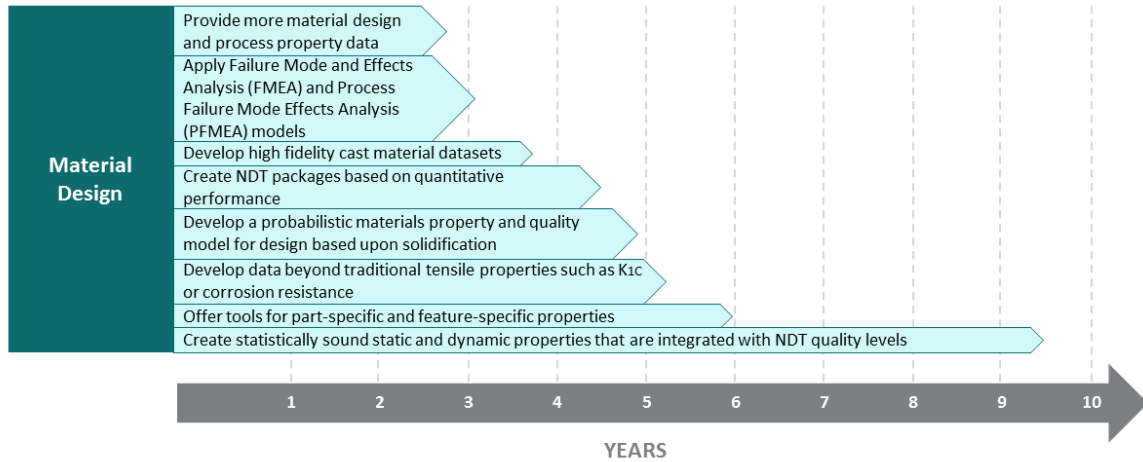 Material
Design
Provide more material design
and process property data
Apply Failure Mode and Effects
Analysis (FMEA) and Process
Failure Mode Effects Analysis
(PFMEA) models
Develop high fidelity cast material datasets
Create NDT packages based on quantitative
performance
Develop a probabilistic materials property and quality
model for design based upon solidification
Develop data beyond traditional tensile properties such as K1C
or corrosion resistance
Offer tools for part-specific and feature-specific properties
Create statistically sound static and dynamic properties that are integrated with NDT quality levels
1 2 3 4 5 6 7 8 9 10
YEARS